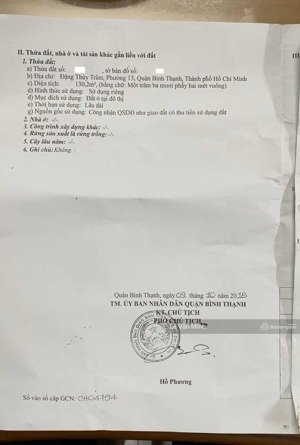 II. Thửa đất, nhà ở và tài sản khác gắn liền với đất
1. Thửa đất:
a) Thửa đất số: , tờ bản đồ số:
b) Địa chỉ: Đặng Thùy Trâm, Phường 13, Quận Bình Thạnh, Thành phố Hồ Chí Minh
c) Diện tích: 130,2m², (bằng chữ: Một trăm ba mươi phẩy hai mét vuông)
d) Hình thức sử dụng: Sử dụng riêng
đ) Mục đích sử dụng: Đất ở tại đô thị
e) Thời hạn sử dụng: Lâu dài
g) Nguồn gốc sử dụng: Công nhận QSDĐ như giao đất có thu tiền sử dụng đất
2. Nhà ở: -/-
3. Công trình xây dựng khác: -/-
4. Rừng sản xuất là rừng trồng: -/-
5. Cây lâu năm: -/-
6. Ghi chú: Không.
III
Quận Bình Thạnh, ngày tháng 10 năm
TM. ỦY BAN NHÂN DÂN QUẬN BÌNH THẠNH
KT. CHỦ TỊCH
PHÓ CHỦ TỊCH
Batdongsan
Hồ Phương
Số vào sổ cấp GCN: CH04794